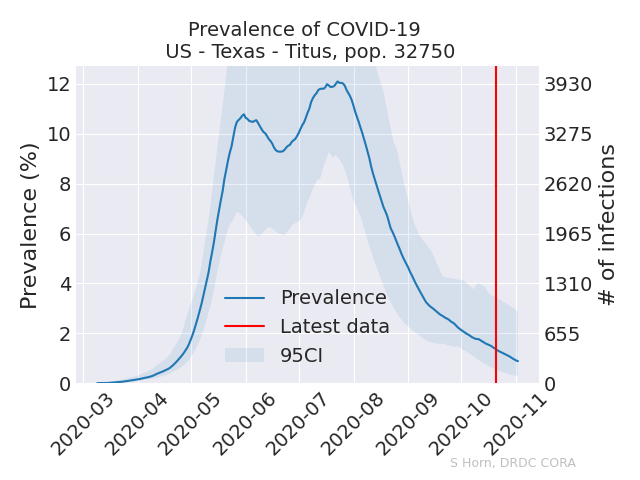 Prevalence of COVID-19
US - Texas - Titus, pop. 32750
Prevalence (%)
12
10
8
6
4
2
0
3930
3275
2620
1965
1310
655
0
# of infections
Prevalence
Latest data
95CI
2020-03
2020-04
2020-05
2020-06
2020-07
2020-08
2020-09
2020-10
2020-11
S Horn, DRDC CORA